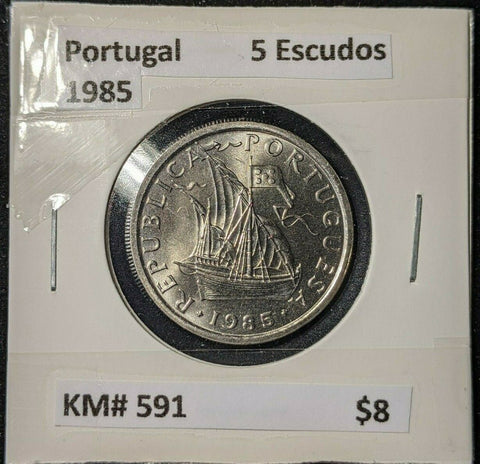 Portugal 5 Escudos
1985
REPUBLICA PORTUGUESA
· 1985 ·
KM# 591 $8